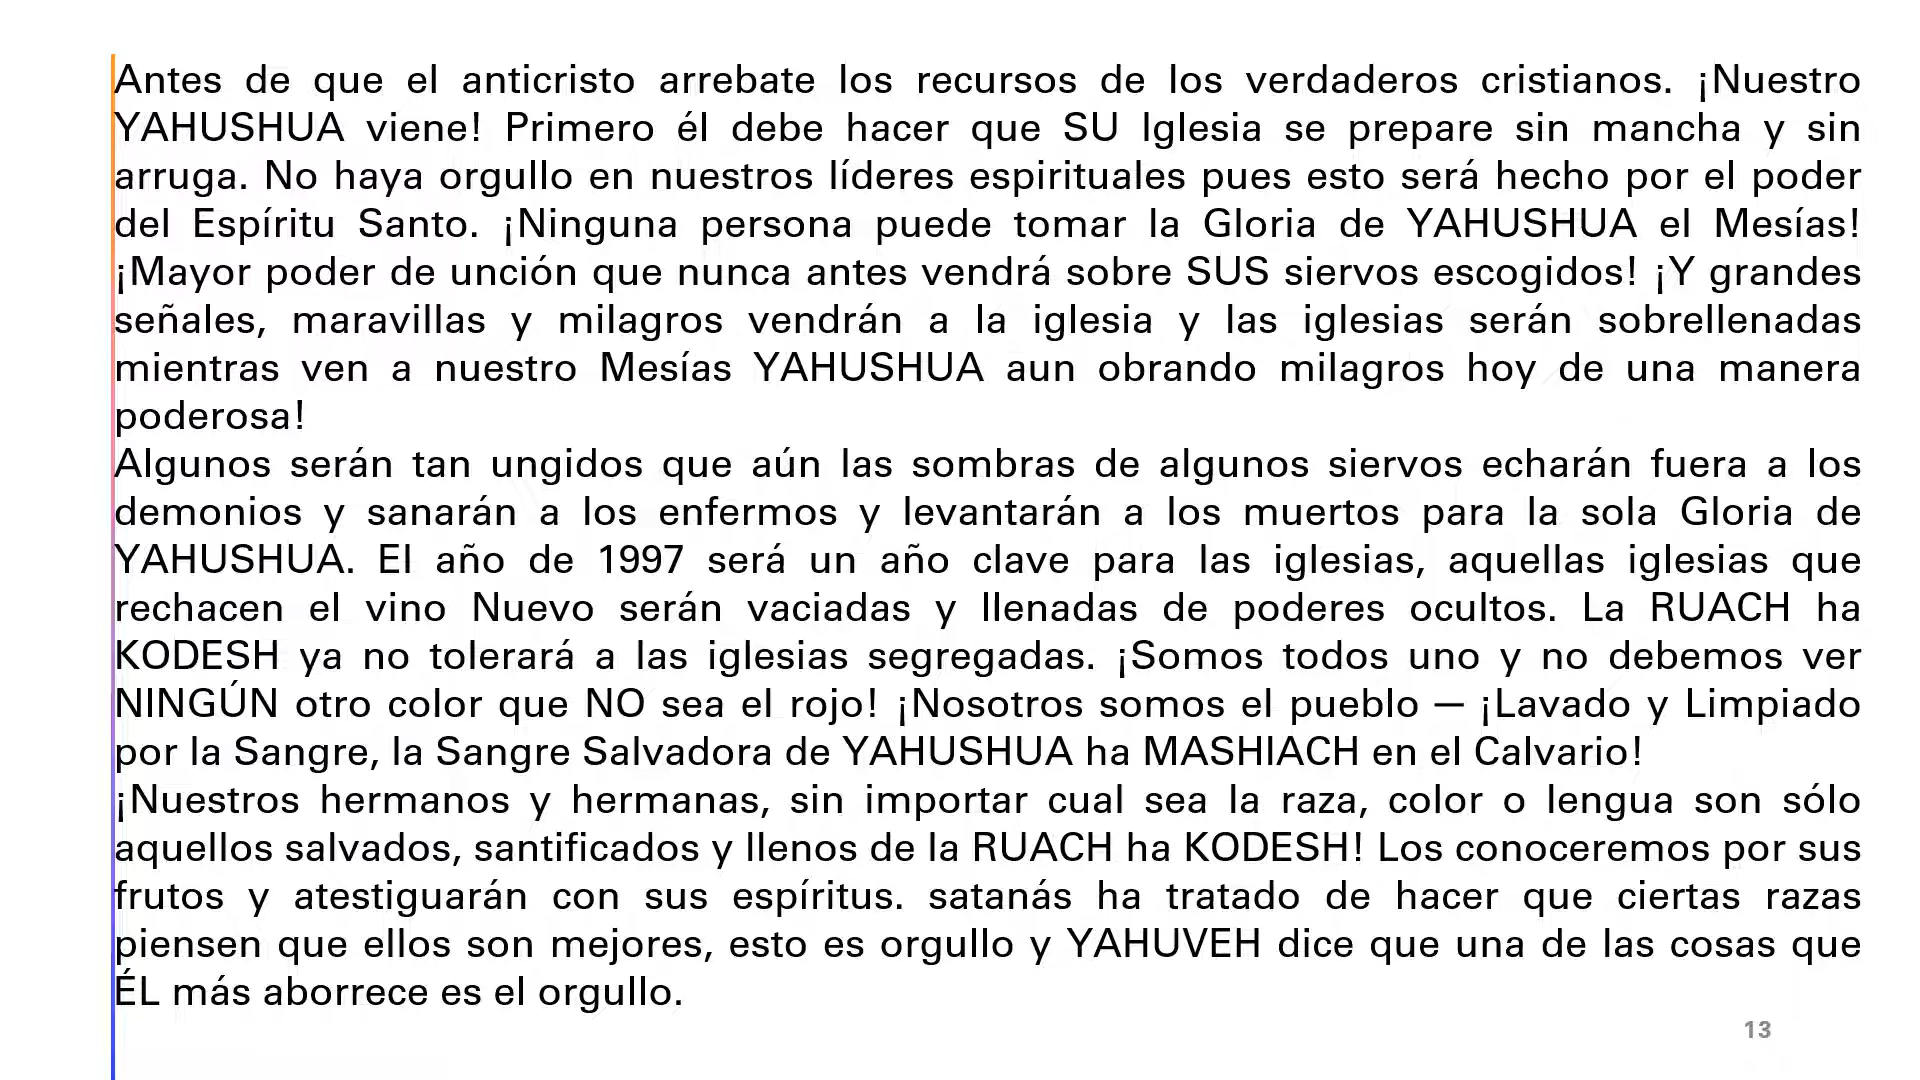 Antes de que el anticristo arrebate los recursos de los verdaderos cristianos. ¡Nuestro
YAHUSHUA viene! Primero él debe hacer que SU Iglesia se prepare sin mancha y sin
arruga. No haya orgullo en nuestros líderes espirituales pues esto será hecho por el poder
del Espíritu Santo. ¡Ninguna persona puede tomar la Gloria de YAHUSHUA el Mesías!
¡Mayor poder de unción que nunca antes vendrá sobre SUS siervos escogidos! ¡Y grandes
señales, maravillas y milagros vendrán a la iglesia y las iglesias serán sobrellenadas
mientras ven a nuestro Mesías YAHUSHUA aun obrando milagros hoy de una manera
poderosa!
Algunos serán tan ungidos que aún las sombras de algunos siervos echarán fuera a los
demonios y sanarán a los enfermos y levantarán a los muertos para la sola Gloria de
YAHUSHUA. El año de 1997 será un año clave para las iglesias, aquellas iglesias que
rechacen el vino Nuevo serán vaciadas y llenadas de poderes ocultos. La RUACH ha
KODESH ya no tolerará a las iglesias segregadas. ¡Somos todos uno y no debemos ver
NINGÚN otro color que NO sea el rojo! ¡Nosotros somos el pueblo — ¡Lavado y Limpiado
por la Sangre, la Sangre Salvadora de YAHUSHUA ha MASHIACH en el Calvario!
¡Nuestros hermanos y hermanas, sin importar cual sea la raza, color o lengua son sólo
aquellos salvados, santificados y llenos de la RUACH ha KODESH! Los conoceremos por sus
frutos y atestiguarán con sus espíritus. satanás ha tratado de hacer que ciertas razas
piensen que ellos son mejores, esto es orgullo y YAHUVEH dice que una de las cosas que
ÉL más aborrece es el orgullo.
13